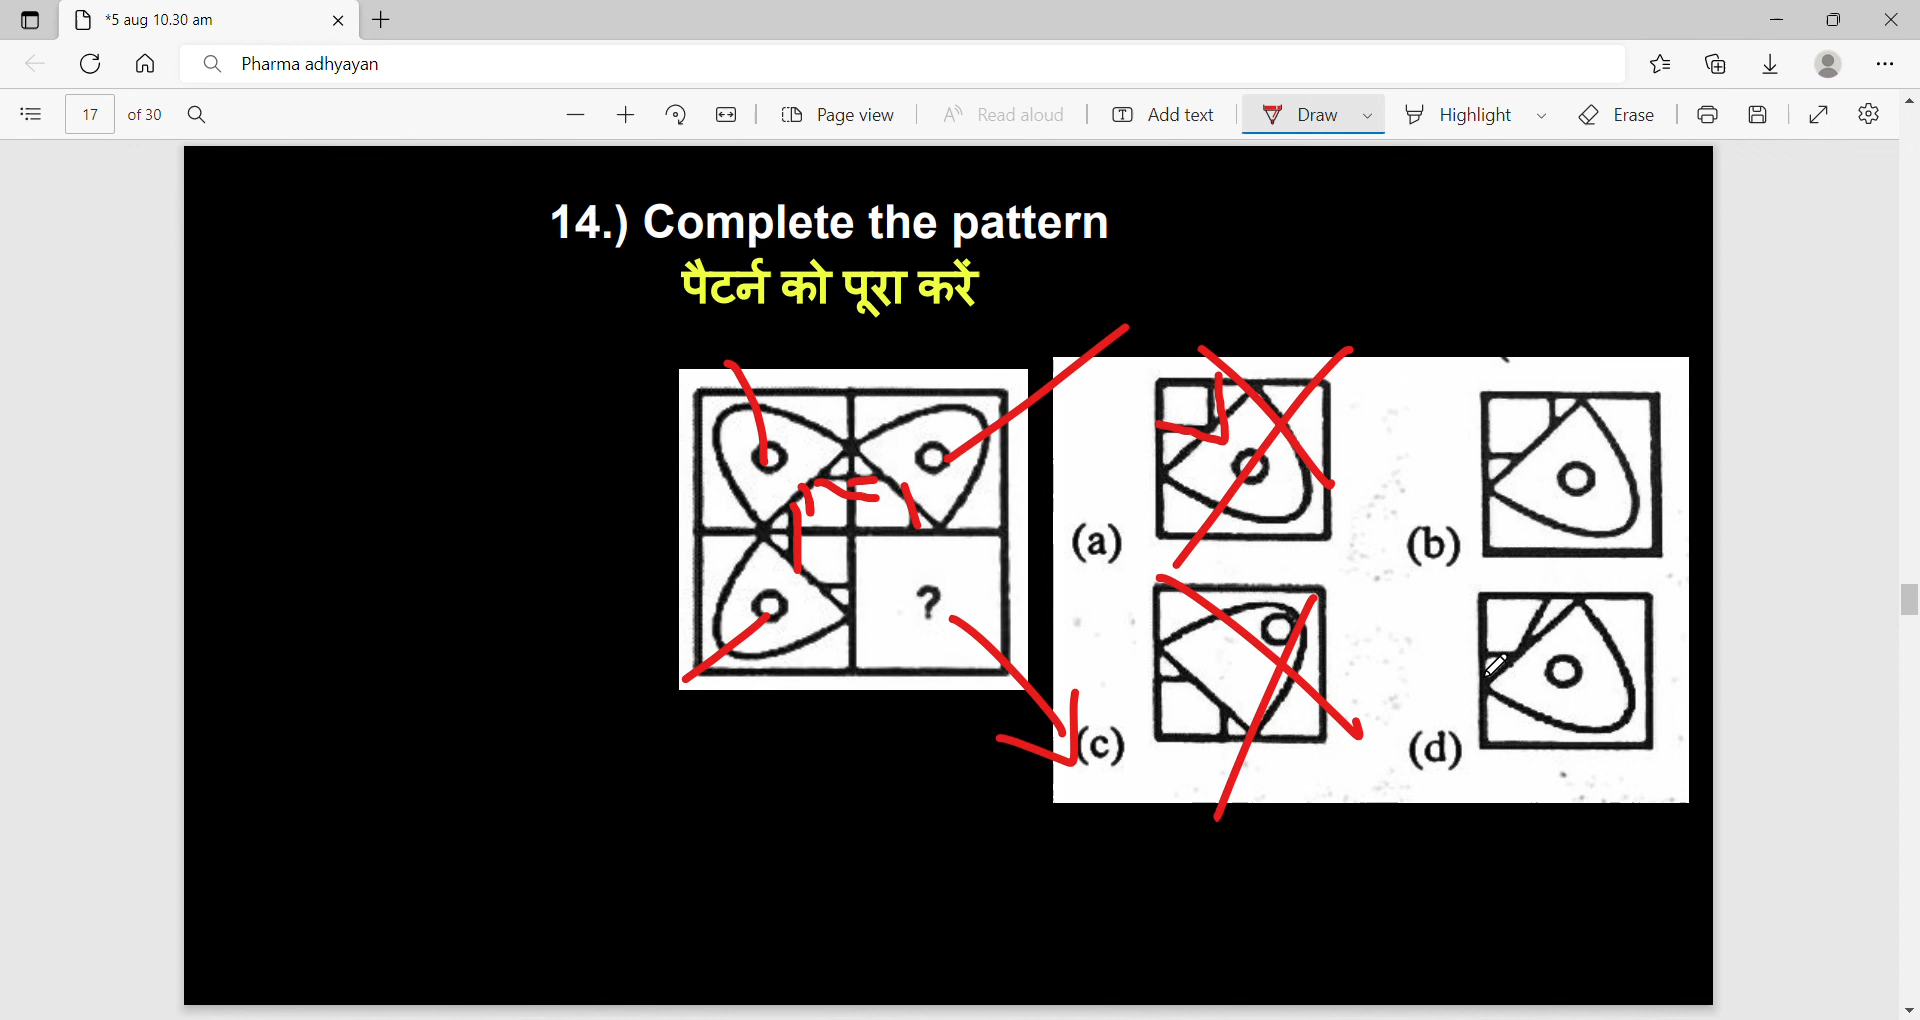 *5 aug 10.30 am
Pharma adhyayan
17 of 30
Page view
Read aloud
Add text
Draw
Highlight
Erase
14.) Complete the pattern
पैटर्न को पूरा करें
?
(a)
(b)
(c)
(d)